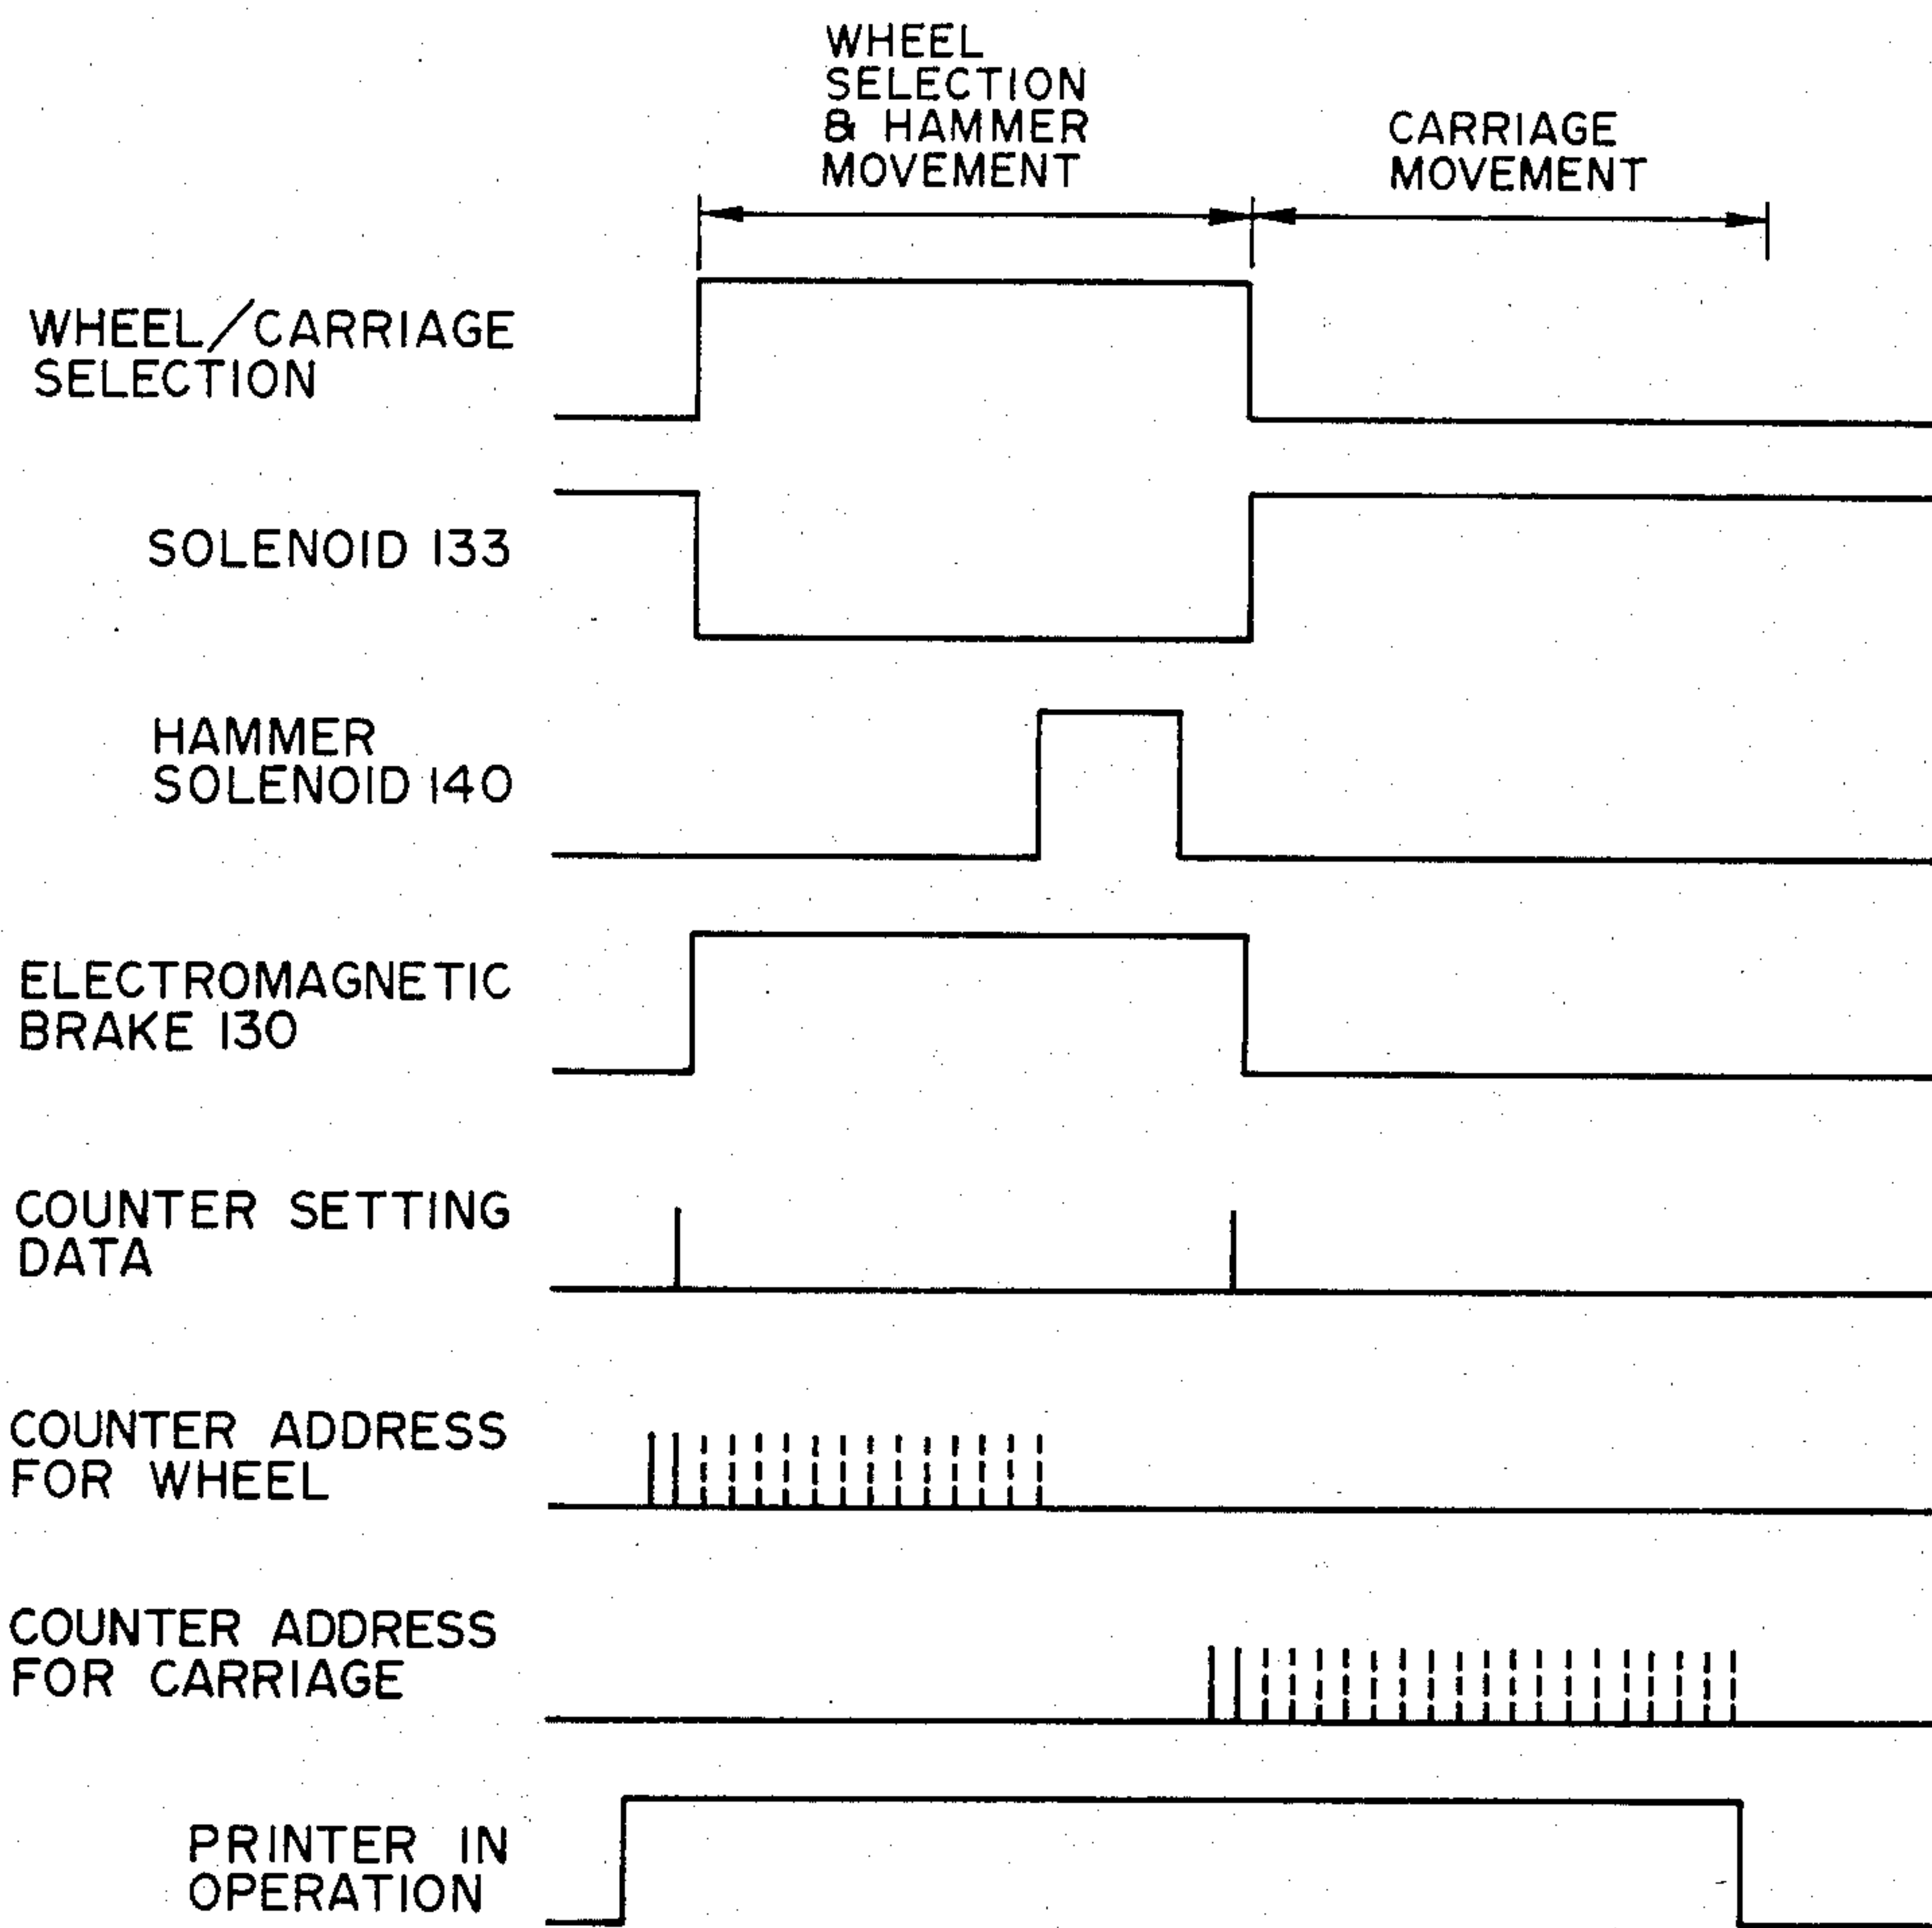 WHEEL
SELECTION
& HAMMER
MOVEMENT
CARRIAGE
MOVEMENT
WHEEL/CARRIAGE
SELECTION
SOLENOID 133
HAMMER
SOLENOID 140
ELECTROMAGNETIC
BRAKE 130
COUNTER SETTING
DATA
COUNTER ADDRESS
FOR WHEEL
COUNTER ADDRESS
FOR CARRIAGE
PRINTER IN
OPERATION